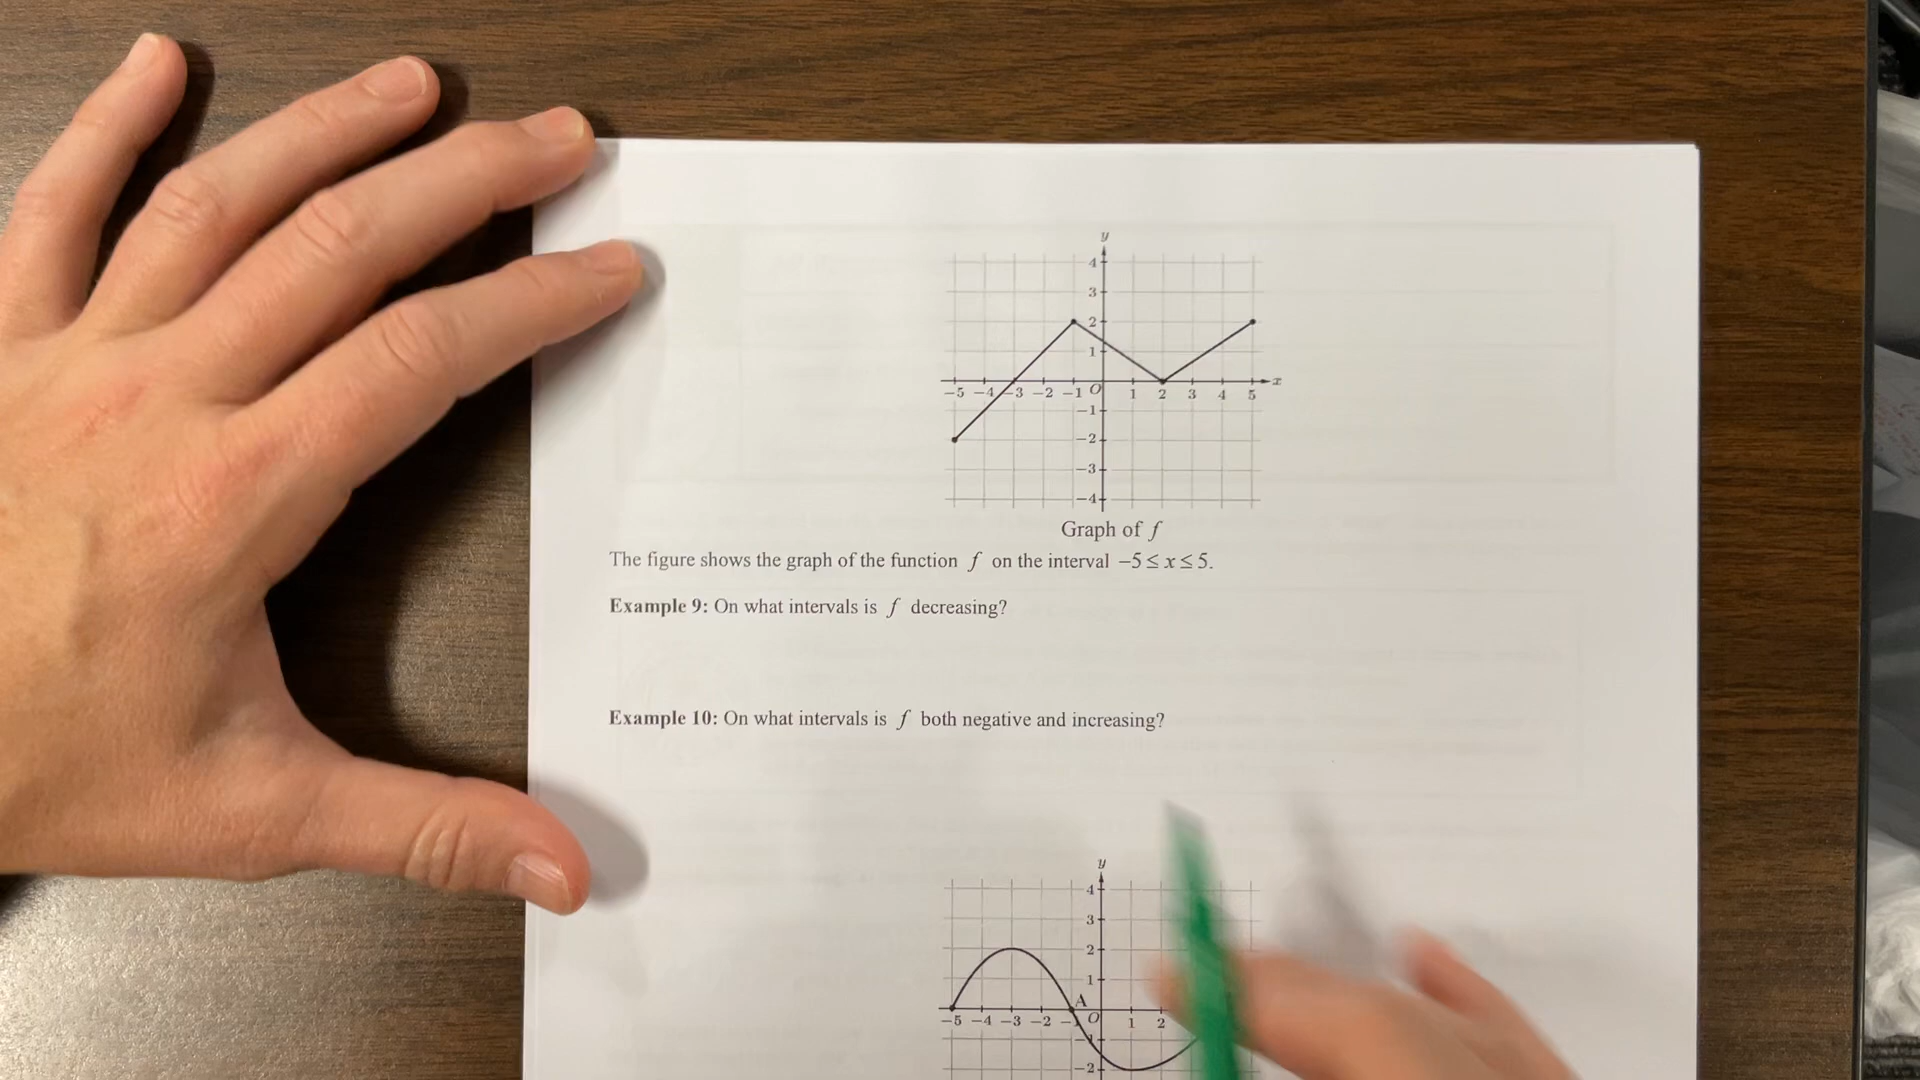 y
4
3
2
1
-5 -4 -3 -2 -1 O 1 2 3 4 5 x
-1
-2
-3
-4
Graph of f
The figure shows the graph of the function f on the interval −5 ≤ x ≤ 5.
Example 9: On what intervals is f decreasing?
Example 10: On what intervals is f both negative and increasing?
y
4
3
2
1
A
-5 -4 -3 -2 O 1 2
-1
-2